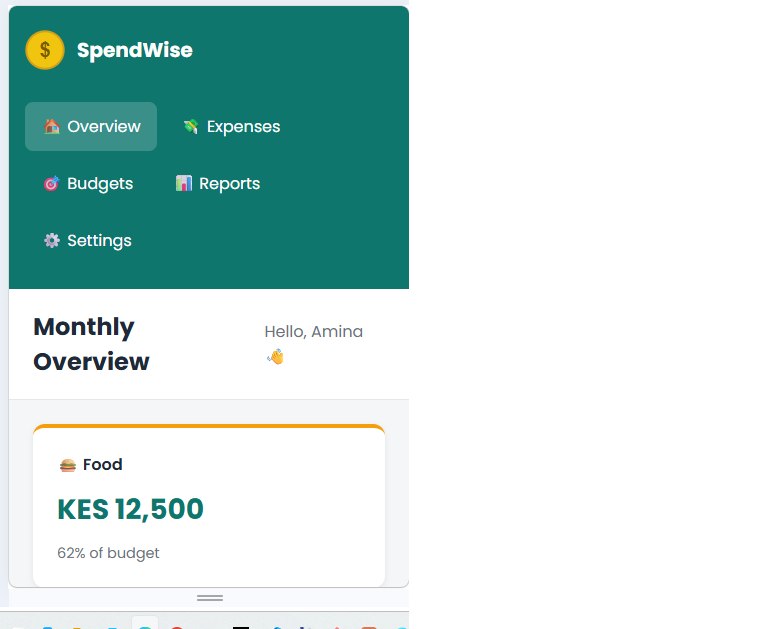 $ SpendWise
🏠 Overview
💸 Expenses
🎯 Budgets
📊 Reports
⚙️ Settings
Monthly
Overview
Hello, Amina
👋
🍔 Food
KES 12,500
62% of budget